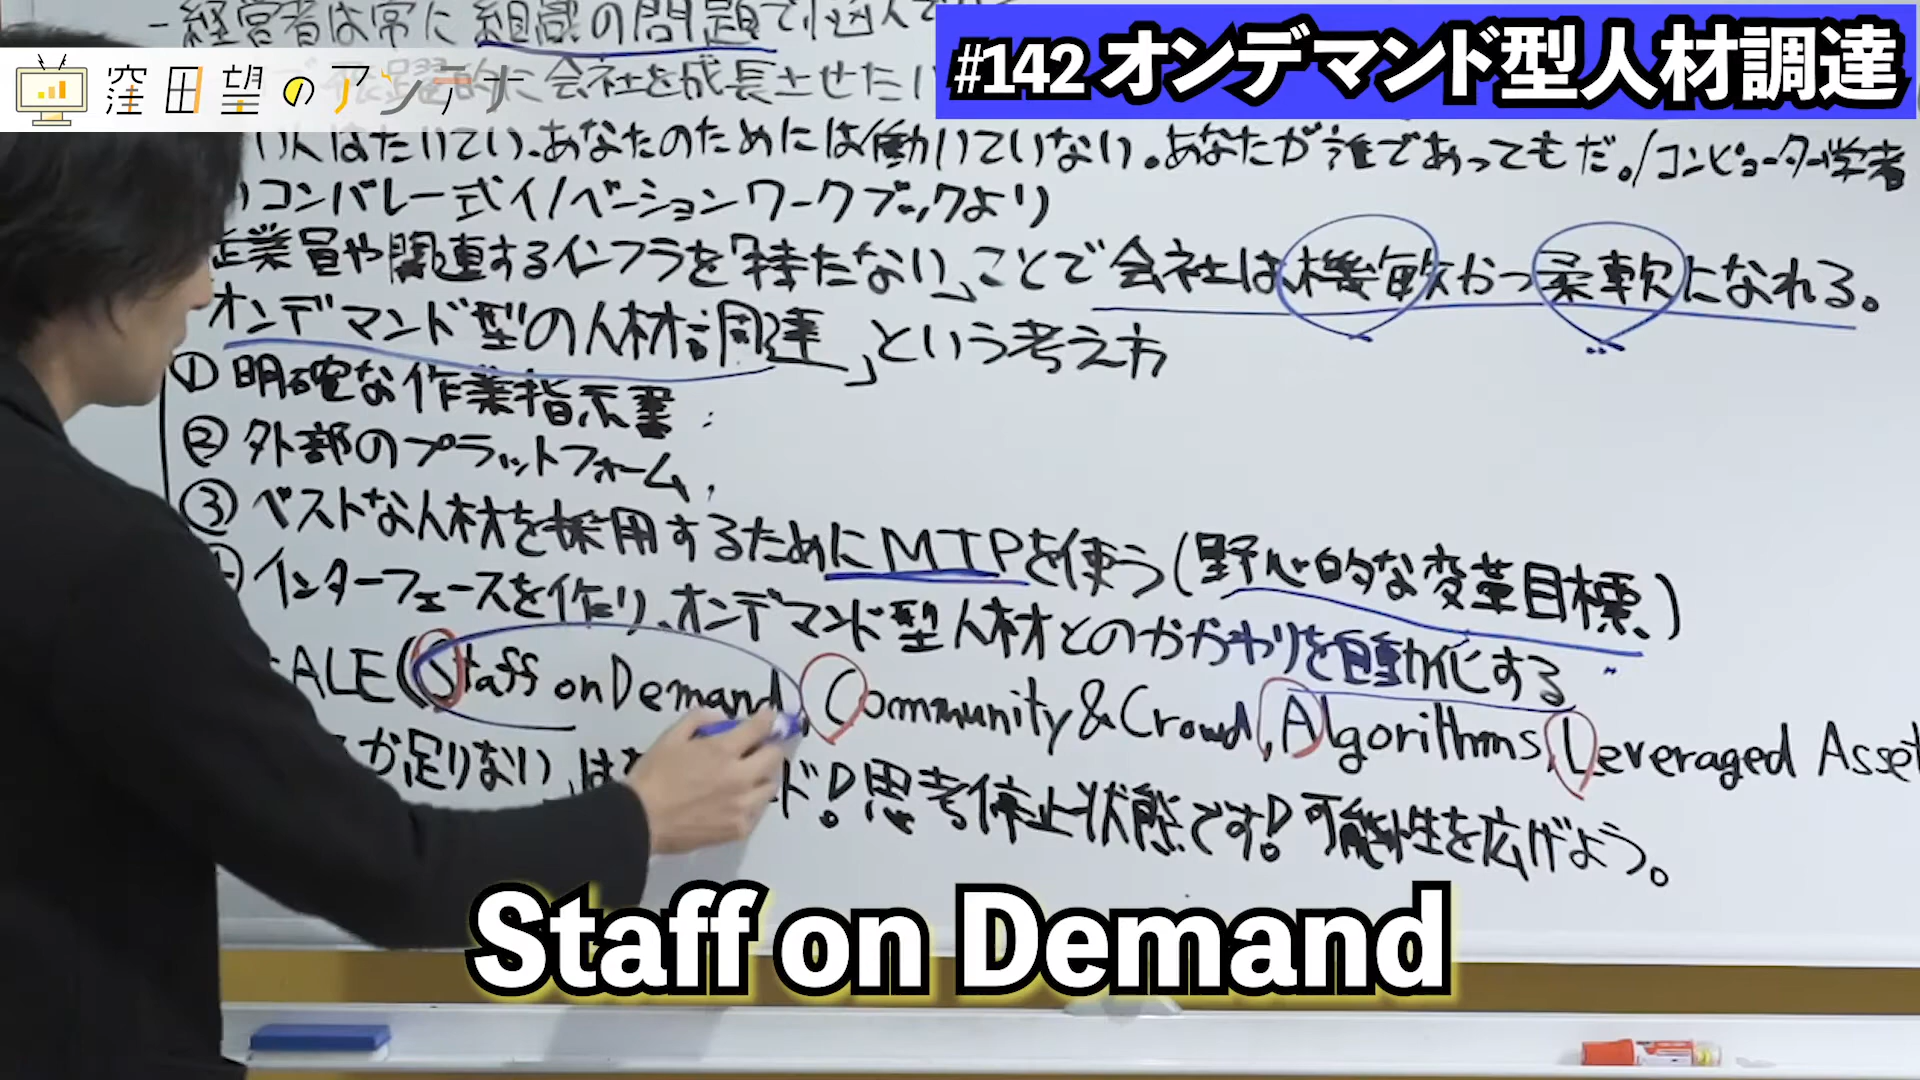 -経営者は常に組織の問題で悩んで
窪田望のアンテナ
#142 オンデマンド型人材調達
的に会社を成長させたい
人はたいてい、あなたのためには働いていない。あなたが誰であってもだ。/コンピューター学者
コンバレー式イノベーションワークブックより
企業員や関連するインフラを「持たない」ことで会社は機敏かつ柔軟になれる。
オンデマンド型の人材調達」という考え方
① 明確な作業指示書
② 外部のプラットフォーム
③ ベストな人材を採用するためにMTPを使う(野心的な変革目標)
インターフェースを作り、オンデマンド型人材とのかかわりを自動化する
ALE(Staff on Demand, Community & Crowd, Algorithms, Leveraged Asset
が足りない、は ド!思考停止状態です!可能性を広げよう。
Staff on Demand